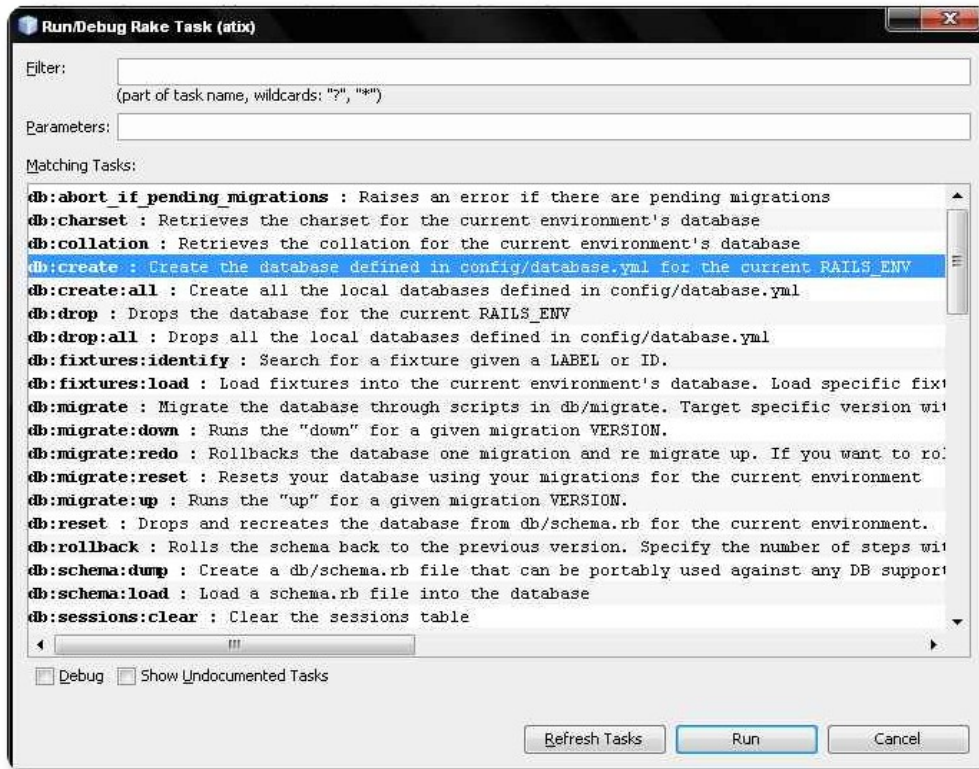 Run/Debug Rake Task (atix)
Filter:
(part of task name, wildcards: "?", "*")
Parameters:
Matching Tasks:
db:abort_if_pending_migrations : Raises an error if there are pending migrations
db:charset : Retrieves the charset for the current environment's database
db:collation : Retrieves the collation for the current environment's database
db:create : Create the database defined in config/database.yml for the current RAILS_ENV
db:create:all : Create all the local databases defined in config/database.yml
db:drop : Drops the database for the current RAILS_ENV
db:drop:all : Drops all the local databases defined in config/database.yml
db:fixtures:identify : Search for a fixture given a LABEL or ID.
db:fixtures:load : Load fixtures into the current environment's database. Load specific fixt
db:migrate : Migrate the database through scripts in db/migrate. Target specific version wit
db:migrate:down : Runs the "down" for a given migration VERSION.
db:migrate:redo : Rollbacks the database one migration and re migrate up. If you want to rol
db:migrate:reset : Resets your database using your migrations for the current environment
db:migrate:up : Runs the "up" for a given migration VERSION.
db:reset : Drops and recreates the database from db/schema.rb for the current environment.
db:rollback : Rolls the schema back to the previous version. Specify the number of steps wit
db:schema:dump : Create a db/schema.rb file that can be portably used against any DB support
db:schema:load : Load a schema.rb file into the database
db:sessions:clear : Clear the sessions table
Debug Show Undocumented Tasks
Refresh Tasks Run Cancel